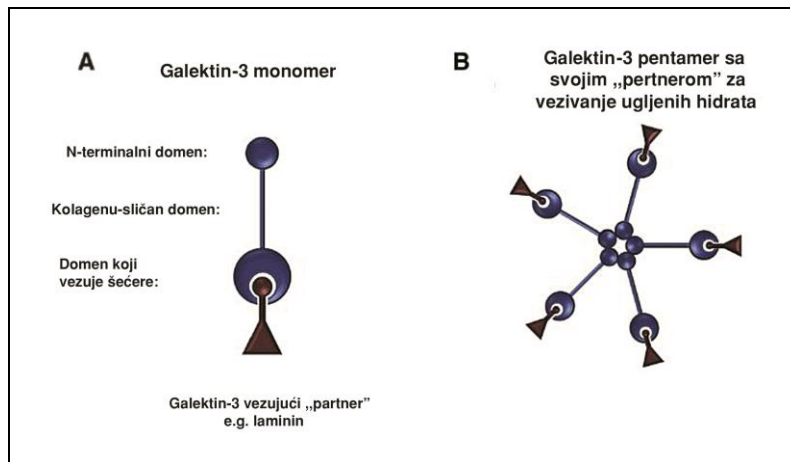 A
Galektin-3 monomer
N-terminalni domen:
Kolagenu-sličan domen:
Domen koji
vezuje šećere:
Galektin-3 vezujući „partner”
e.g. laminin
B
Galektin-3 pentamer sa
svojim „pertnerom” za
vezivanje ugljenih hidrata